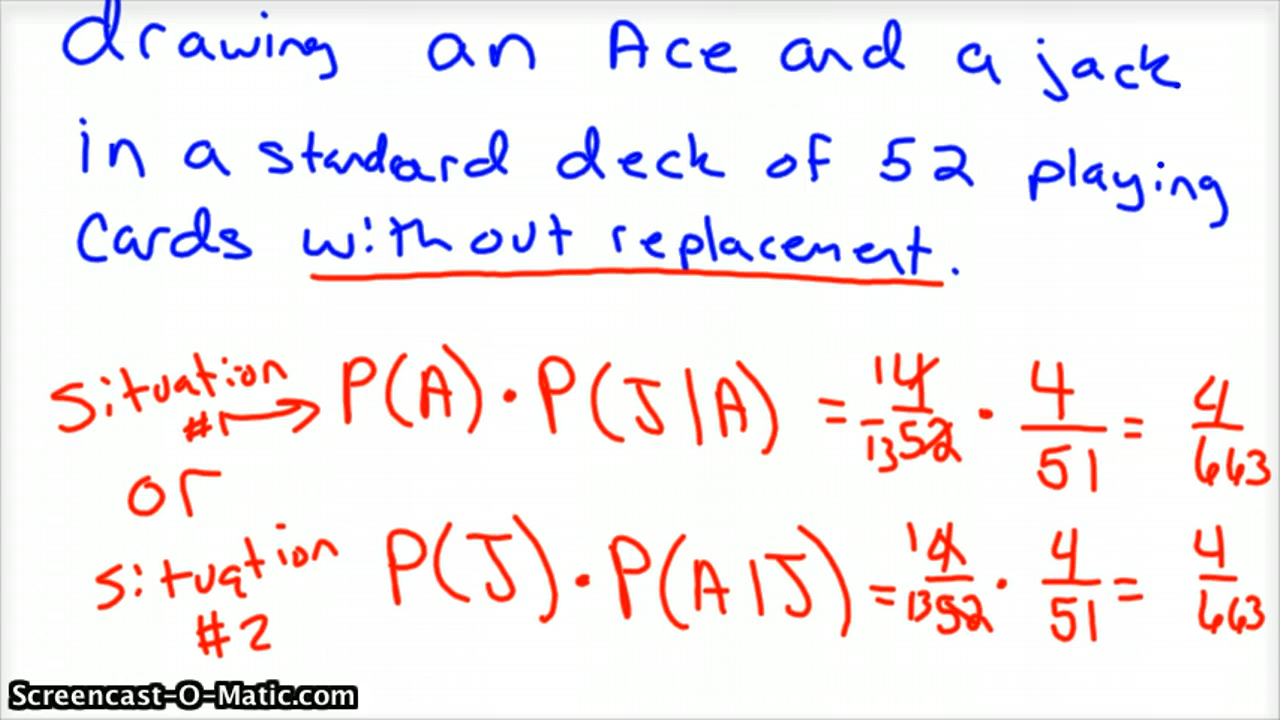 drawing an Ace and a jack
in a standard deck of 52 playing
cards without replacement.
situation #1 → P(A) · P(J|A) = 1 4/13 52 · 4/51 = 4/663
or
situation #2 P(J) · P(A|J) = 1 4/13 52 · 4/51 = 4/663
Screencast-O-Matic.com